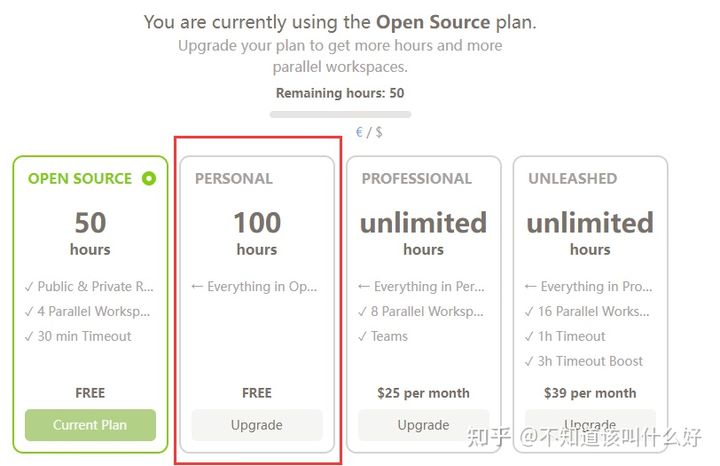 You are currently using the Open Source plan.
Upgrade your plan to get more hours and more
parallel workspaces.
Remaining hours: 50
€ / $
OPEN SOURCE
50
hours
✓ Public & Private R...
✓ 4 Parallel Worksp...
✓ 30 min Timeout
FREE
Current Plan
PERSONAL
100
hours
← Everything in Op...
FREE
Upgrade
PROFESSIONAL
unlimited
hours
← Everything in Per...
✓ 8 Parallel Worksp...
✓ Teams
$25 per month
Upgrade
UNLEASHED
unlimited
hours
← Everything in Pro...
✓ 16 Parallel Works...
✓ 1h Timeout
✓ 3h Timeout Boost
$39 per month
Upgrade
知乎 @不知道该叫什么好